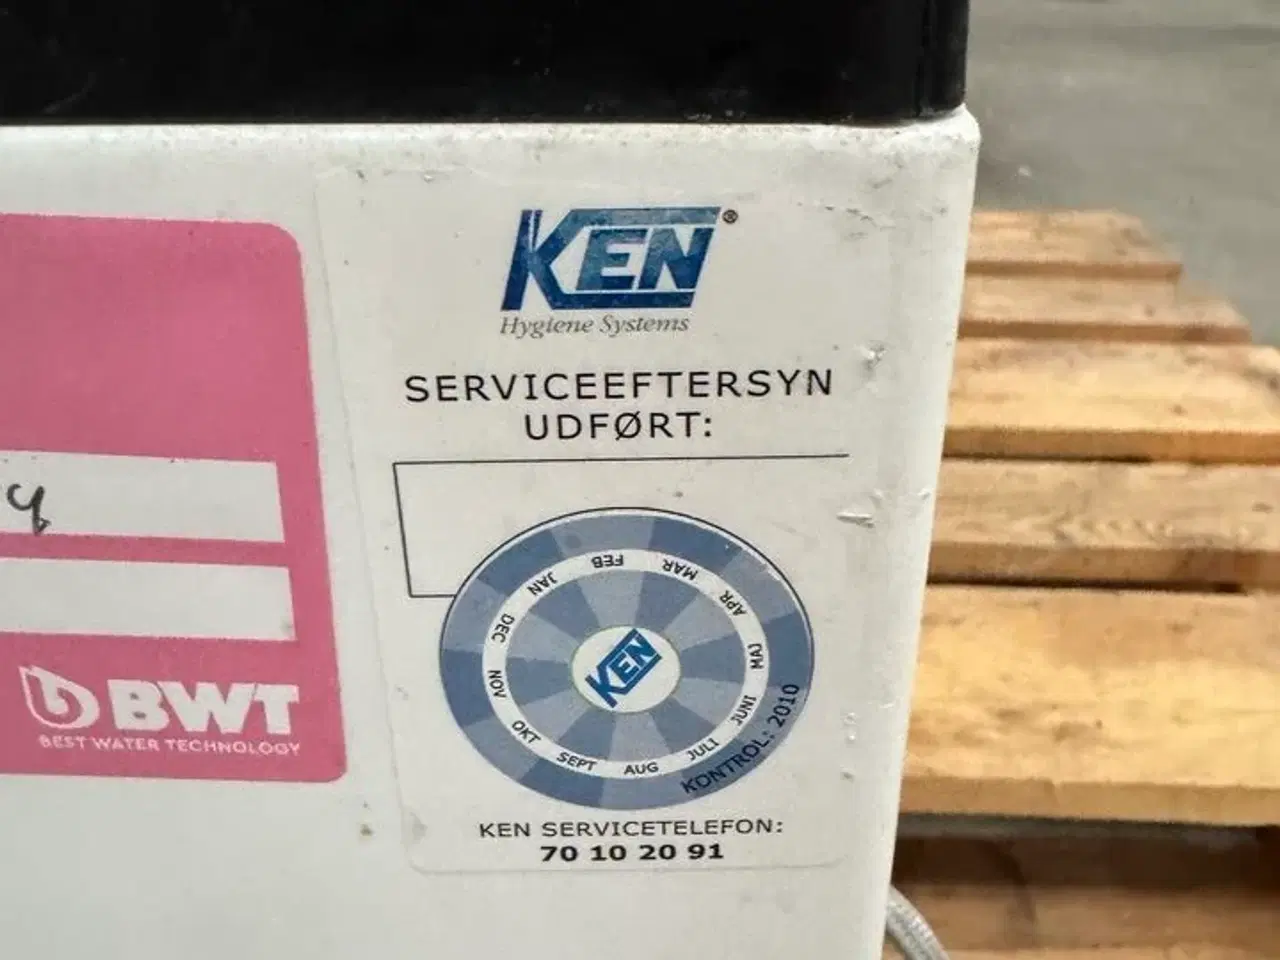 KEN®
Hygiene Systems
SERVICEEFTERSYN
UDFØRT:
JAN
FEB
MAR
APR
MAJ
JUNI
JULI
AUG
SEPT
OKT
NOV
DEC
KEN
KONTROL: 2010
KEN SERVICETELEFON:
70 10 20 91
BWT
BEST WATER TECHNOLOGY